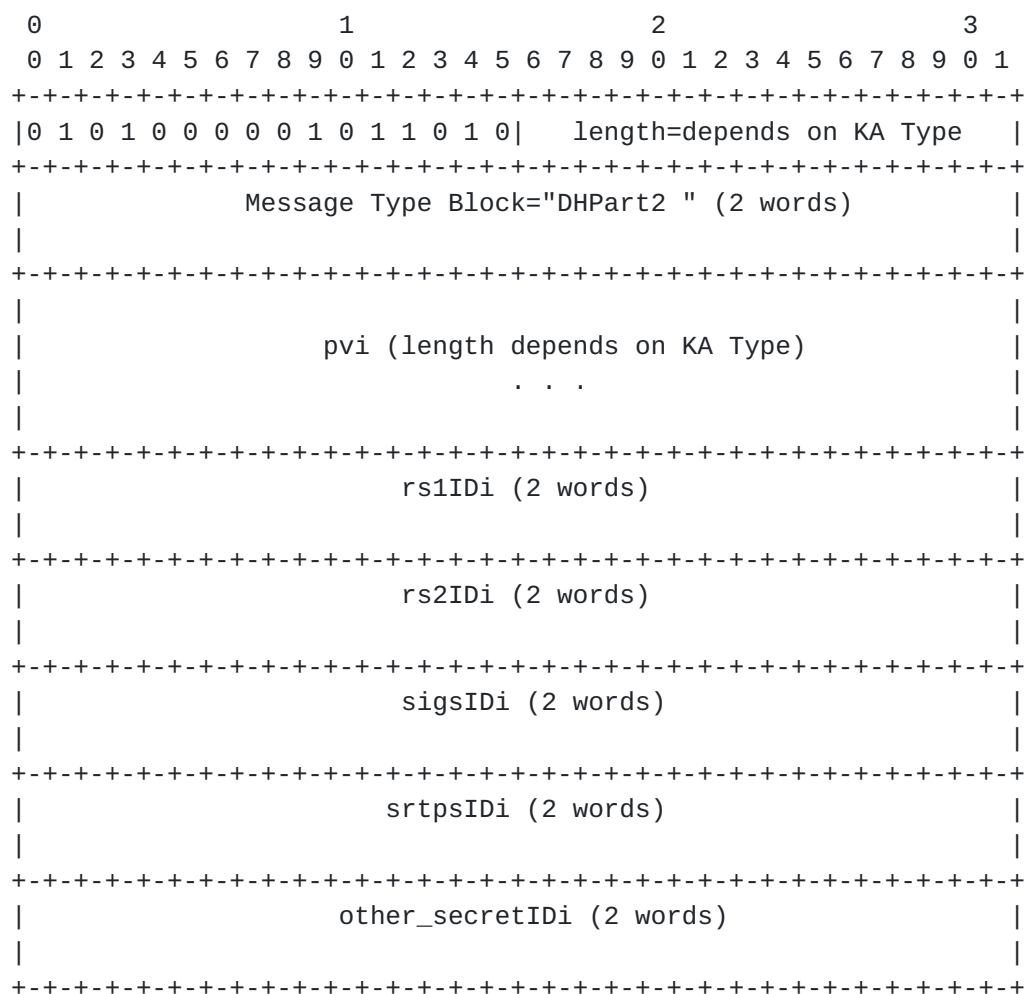 0                   1                   2                   3
 0 1 2 3 4 5 6 7 8 9 0 1 2 3 4 5 6 7 8 9 0 1 2 3 4 5 6 7 8 9 0 1
+-+-+-+-+-+-+-+-+-+-+-+-+-+-+-+-+-+-+-+-+-+-+-+-+-+-+-+-+-+-+-+-+
|0 1 0 1 0 0 0 0 0 1 0 1 1 0 1 0|   length=depends on KA Type   |
+-+-+-+-+-+-+-+-+-+-+-+-+-+-+-+-+-+-+-+-+-+-+-+-+-+-+-+-+-+-+-+-+
|              Message Type Block="DHPart2 " (2 words)          |
|                                                               |
+-+-+-+-+-+-+-+-+-+-+-+-+-+-+-+-+-+-+-+-+-+-+-+-+-+-+-+-+-+-+-+-+
|                                                               |
|                   pvi (length depends on KA Type)             |
|                               . . .                           |
|                                                               |
+-+-+-+-+-+-+-+-+-+-+-+-+-+-+-+-+-+-+-+-+-+-+-+-+-+-+-+-+-+-+-+-+
|                        rs1IDi (2 words)                       |
|                                                               |
+-+-+-+-+-+-+-+-+-+-+-+-+-+-+-+-+-+-+-+-+-+-+-+-+-+-+-+-+-+-+-+-+
|                        rs2IDi (2 words)                       |
|                                                               |
+-+-+-+-+-+-+-+-+-+-+-+-+-+-+-+-+-+-+-+-+-+-+-+-+-+-+-+-+-+-+-+-+
|                        sigsIDi (2 words)                      |
|                                                               |
+-+-+-+-+-+-+-+-+-+-+-+-+-+-+-+-+-+-+-+-+-+-+-+-+-+-+-+-+-+-+-+-+
|                       srtpsIDi (2 words)                      |
|                                                               |
+-+-+-+-+-+-+-+-+-+-+-+-+-+-+-+-+-+-+-+-+-+-+-+-+-+-+-+-+-+-+-+-+
|                    other_secretIDi (2 words)                  |
|                                                               |
+-+-+-+-+-+-+-+-+-+-+-+-+-+-+-+-+-+-+-+-+-+-+-+-+-+-+-+-+-+-+-+-+